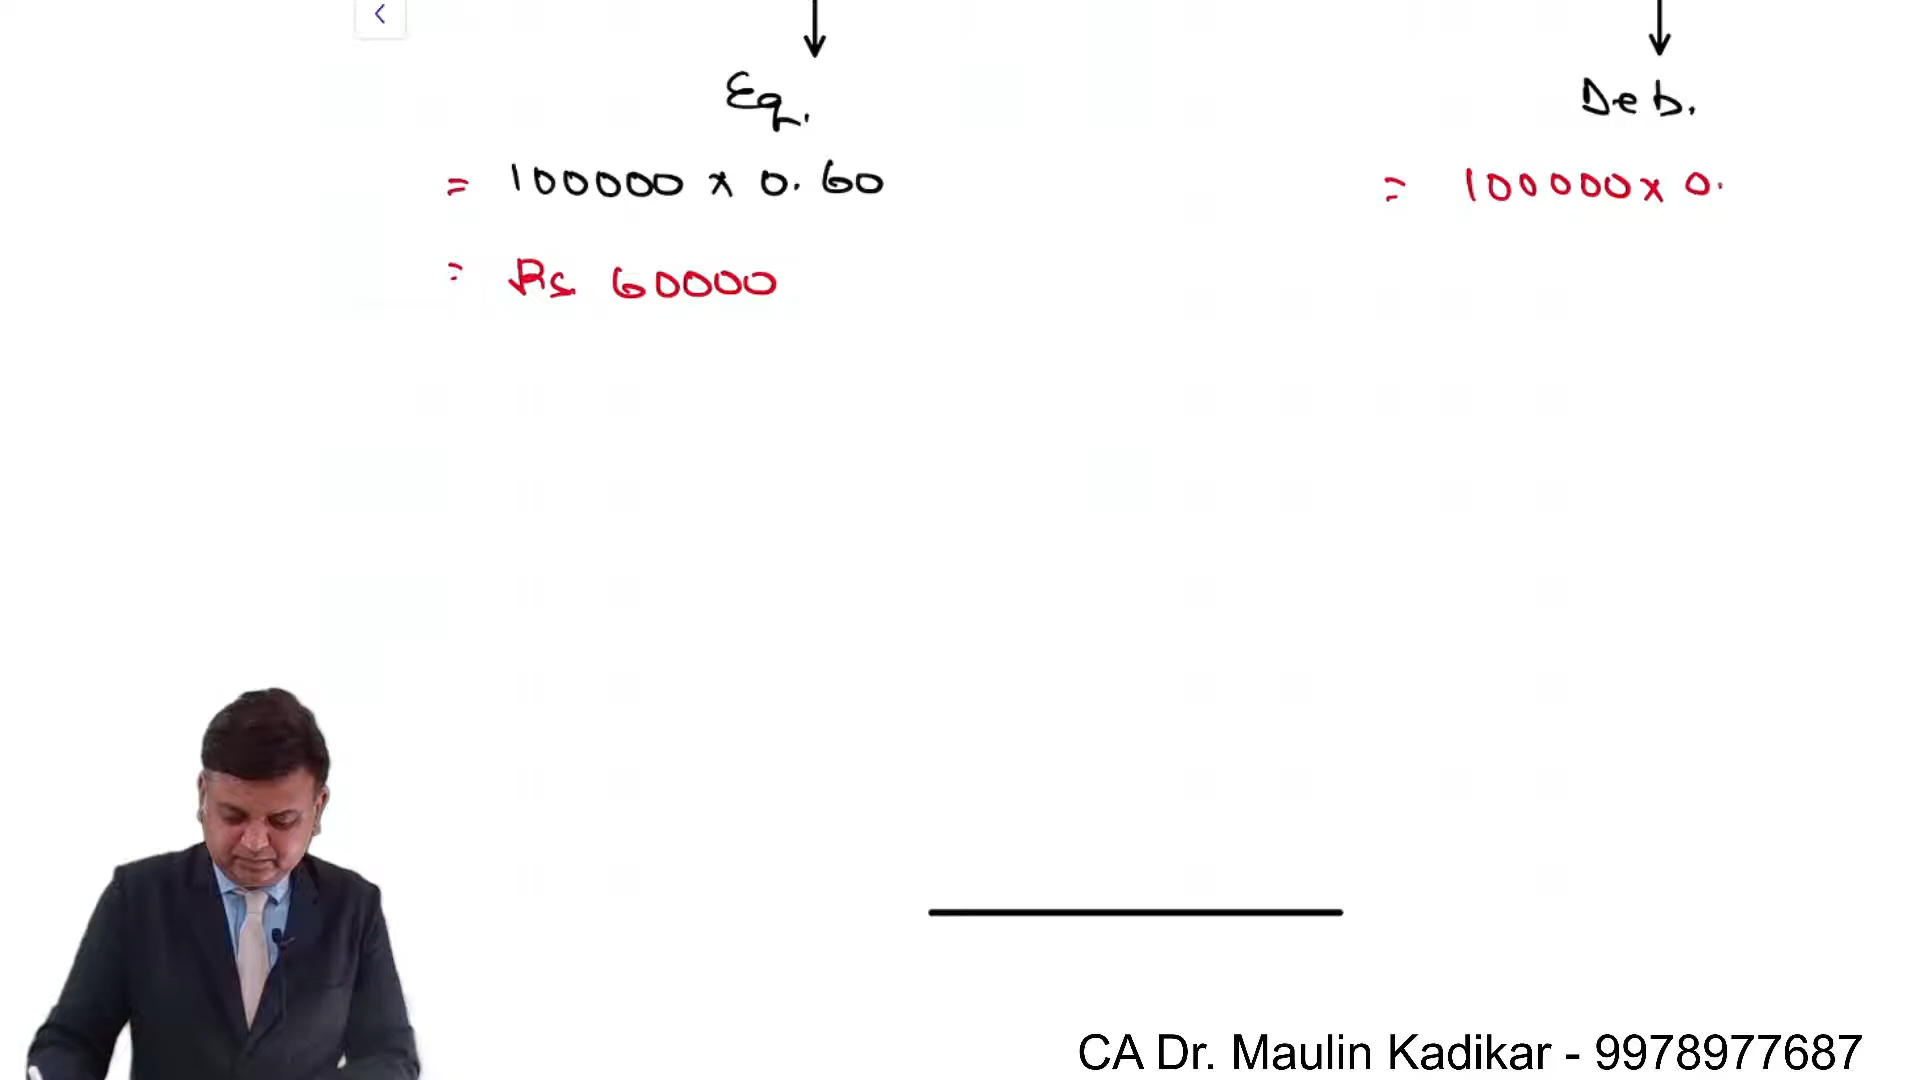 Eq.
Deb.
= 100000 x 0.60
= 100000 x 0.
= Rs 60000
CA Dr. Maulin Kadikar - 9978977687